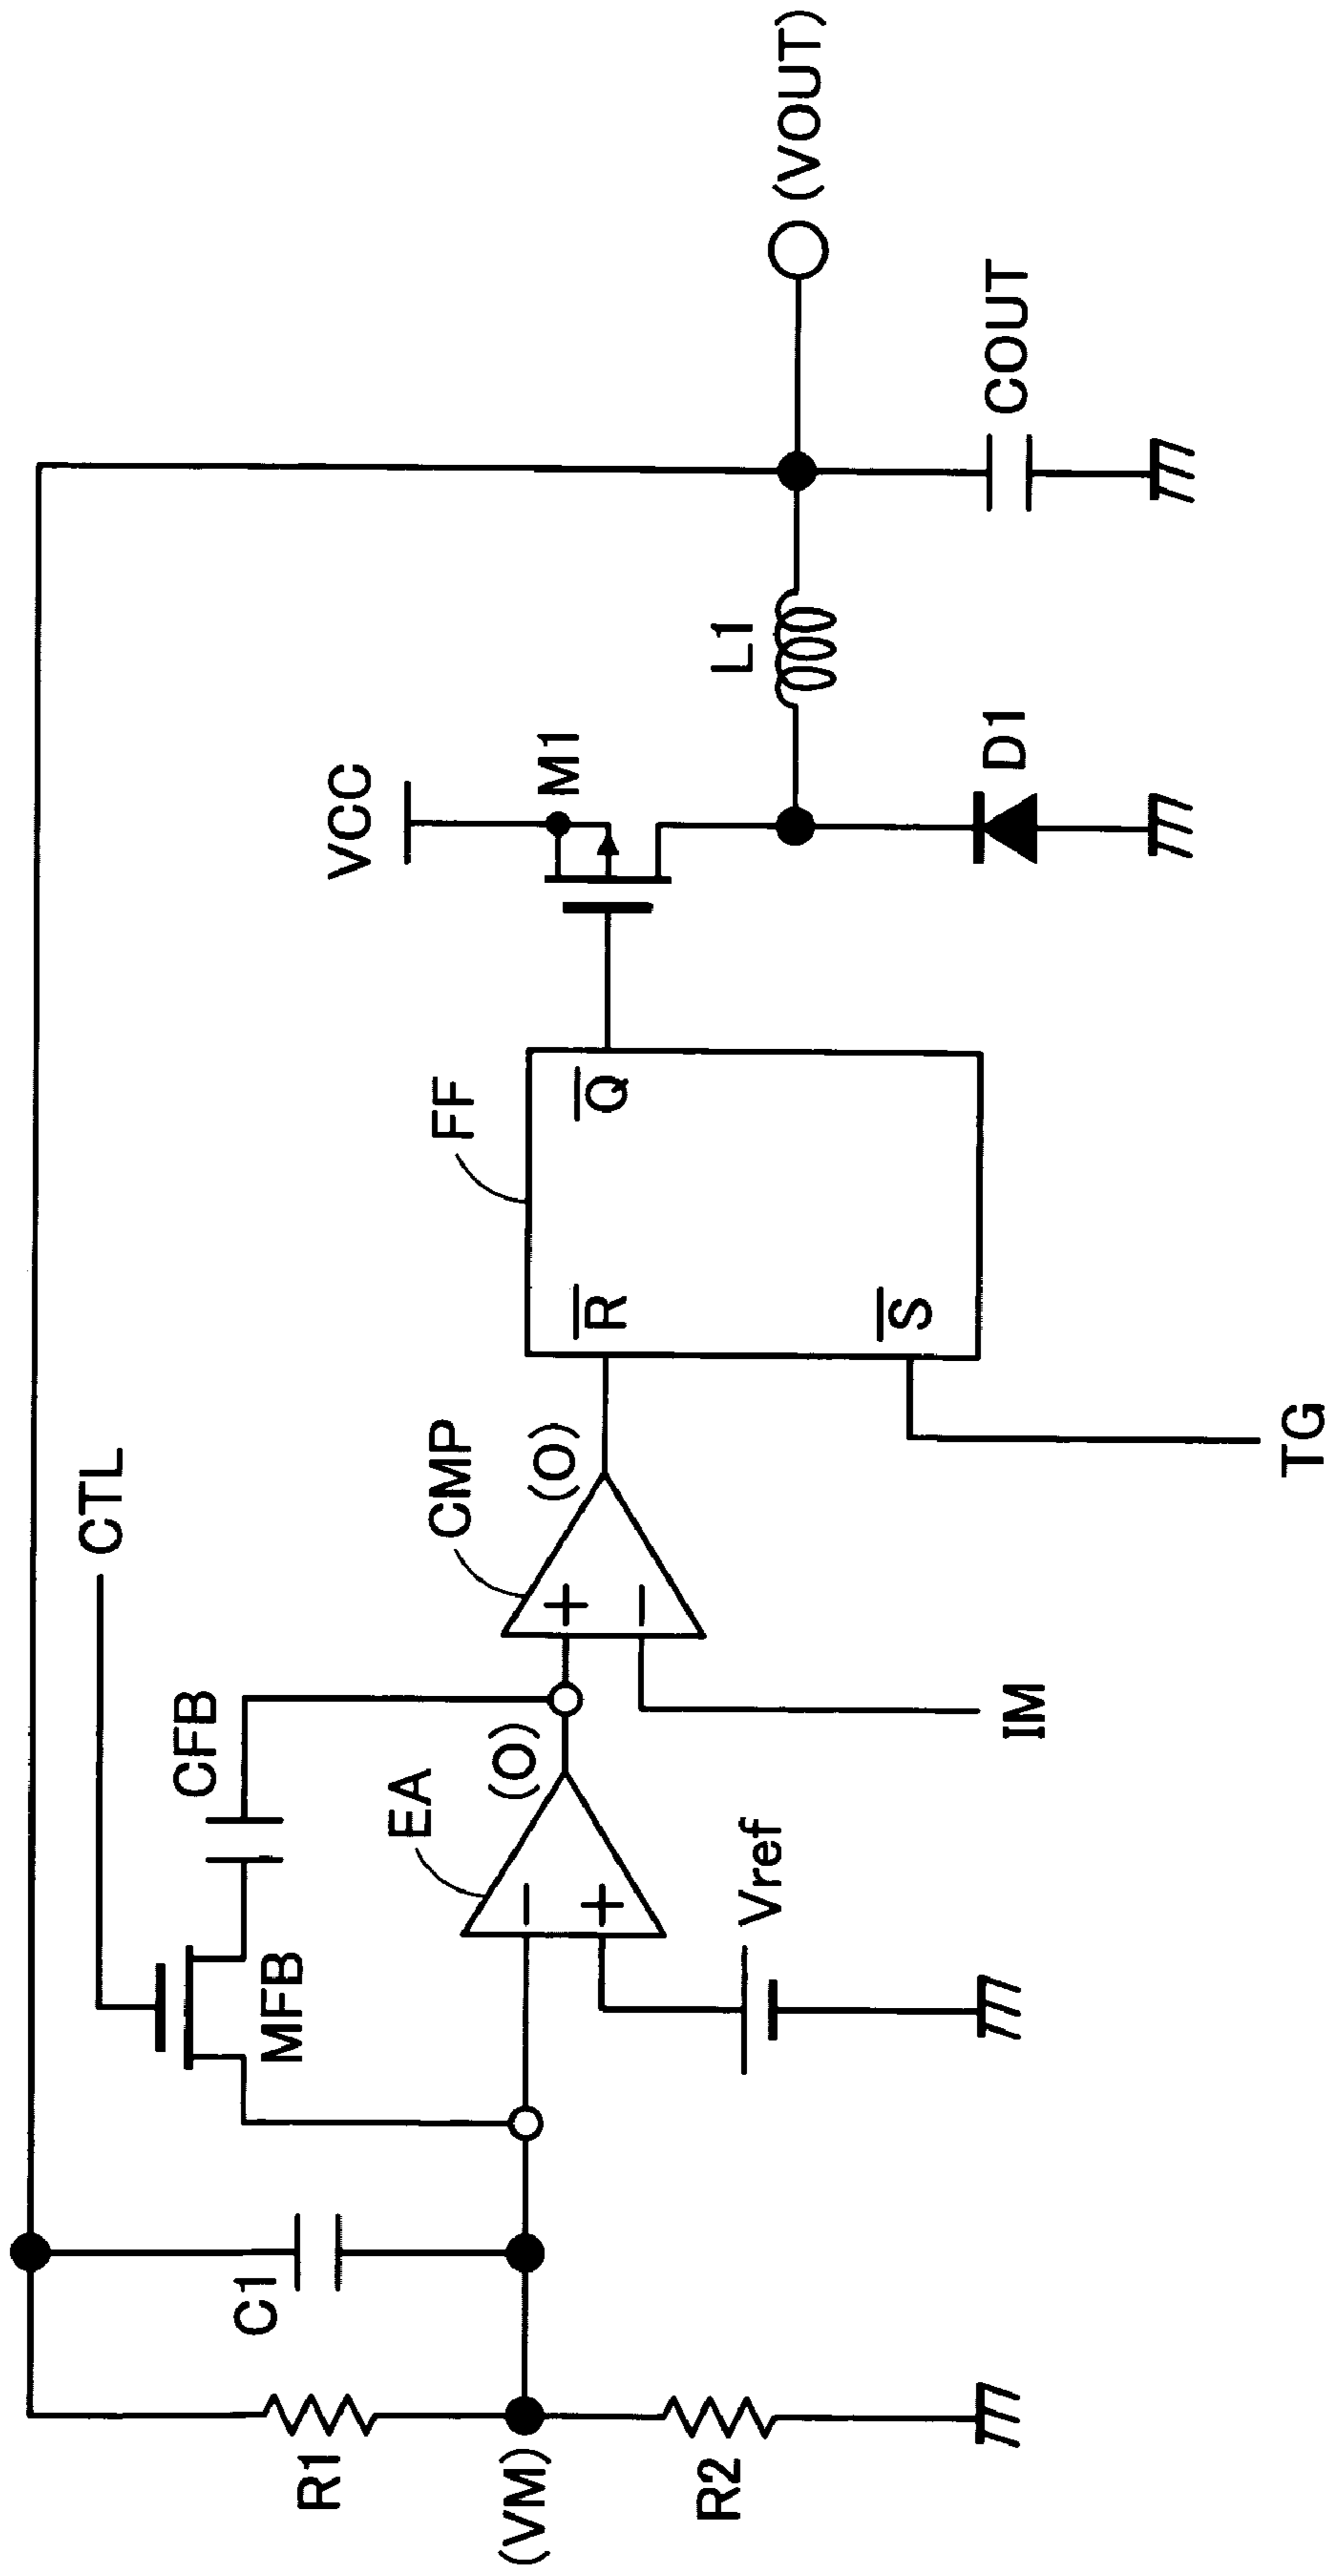 CTL
C1
MFB
CFB
R1
(VM)
R2
EA
(O)
Vref
CMP
(O)
IM
FF
R̅
S̅
Q̅
TG
VCC
M1
L1
D1
COUT
(VOUT)